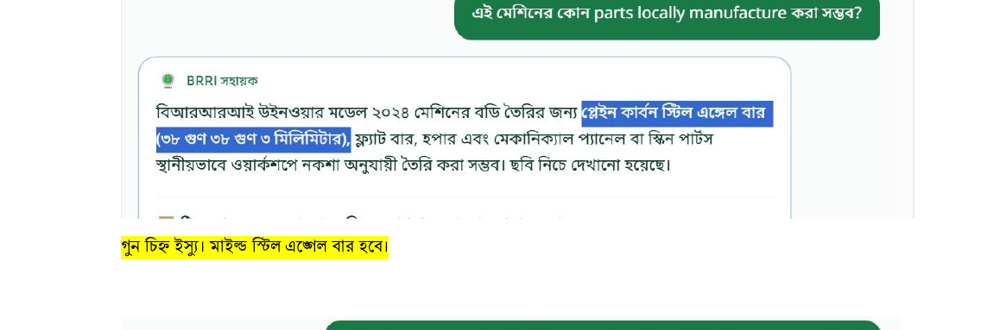 এই মেশিনের কোন parts locally manufacture করা সম্ভব?
BRRI সহায়ক
বিআরআরআই উইনওয়ার মডেল ২০২৪ মেশিনের বডি তৈরির জন্য প্লেইন কার্বন স্টিল এঙ্গেল বার
(৩৮ গুণ ৩৮ গুণ ৩ মিলিমিটার), ফ্ল্যাট বার, হপার এবং মেকানিক্যাল প্যানেল বা স্কিন পার্টস
স্থানীয়ভাবে ওয়ার্কশপে নকশা অনুযায়ী তৈরি করা সম্ভব। ছবি নিচে দেখানো হয়েছে।
গুন চিহ্ন ইস্যু। মাইল্ড স্টিল এঙ্গেল বার হবে।